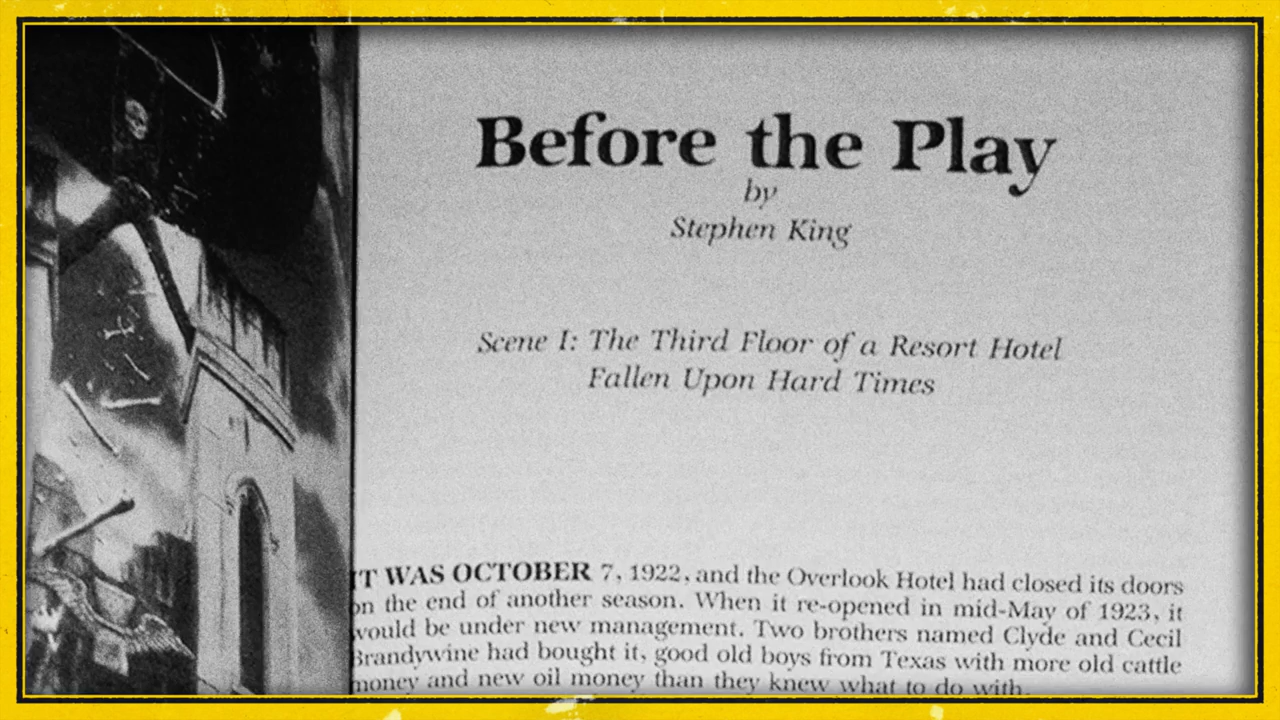 Before the Play
by
Stephen King
Scene I: The Third Floor of a Resort Hotel
Fallen Upon Hard Times
IT WAS OCTOBER 7, 1922, and the Overlook Hotel had closed its doors
on the end of another season. When it re-opened in mid-May of 1923, it
would be under new management. Two brothers named Clyde and Cecil
Brandywine had bought it, good old boys from Texas with more old cattle
money and new oil money than they knew what to do with.